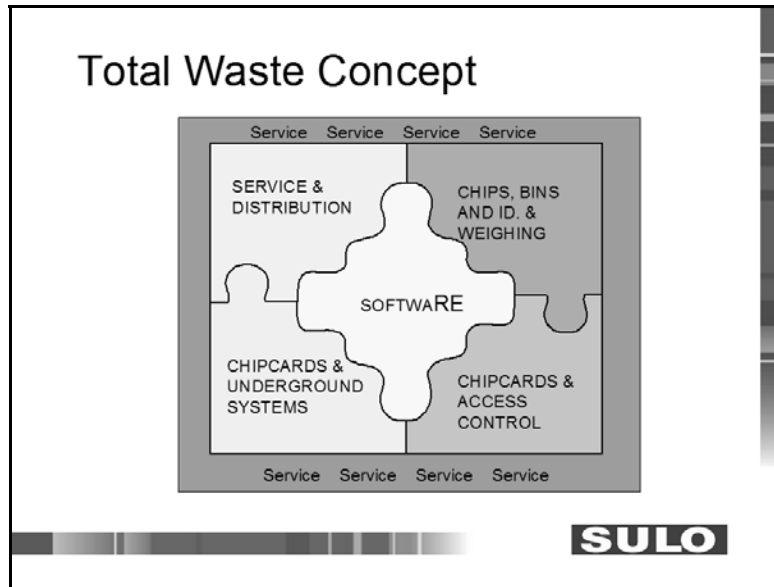 Total Waste Concept
Service Service Service Service
SERVICE &
DISTRIBUTION
CHIPS, BINS
AND ID. &
WEIGHING
SOFTWARE
CHIPCARDS &
UNDERGROUND
SYSTEMS
CHIPCARDS &
ACCESS
CONTROL
Service Service Service Service
SULO